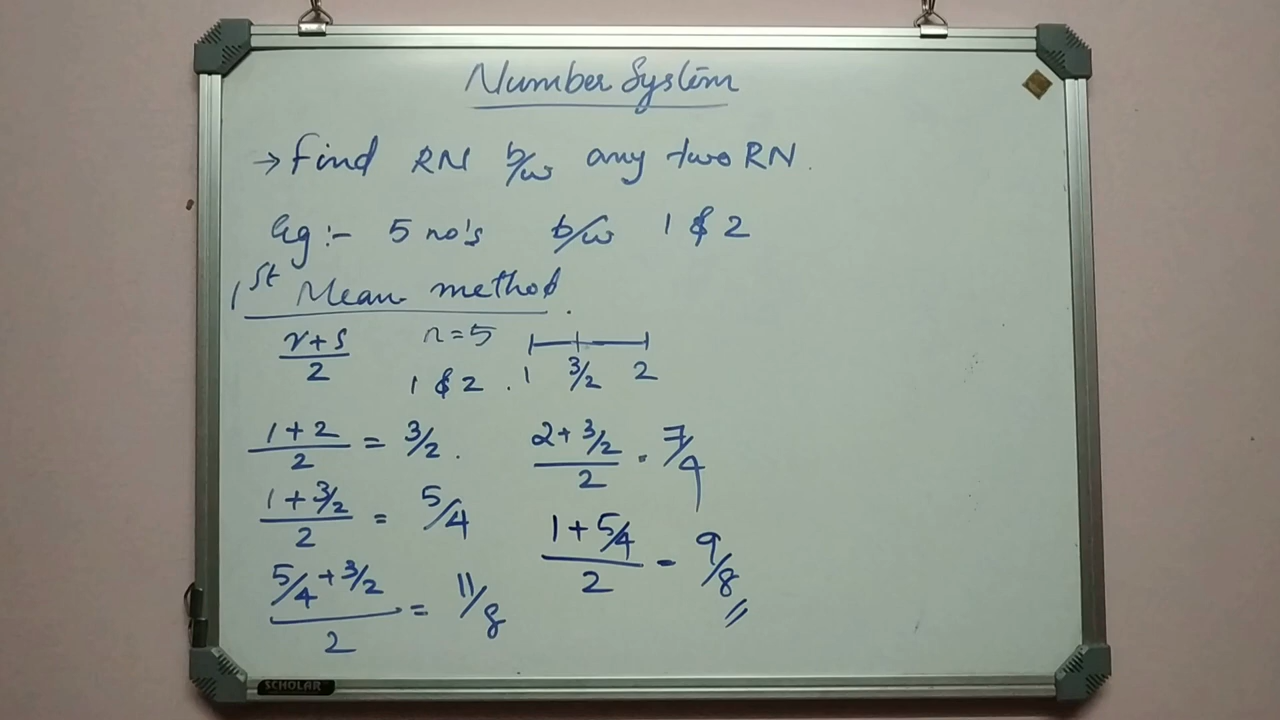 Number System
→ Find RN b/w any two RN.
Eg :- 5 no's b/w 1 & 2
1st Mean method.
r+s/2 n=5
1 & 2 . 1 3/2 2
1+2/2 = 3/2.
2+3/2/2 = 7/4
1+3/2/2 = 5/4
1+5/4/2 = 9/8
5/4+3/2/2 = 11/8
SCHOLAR